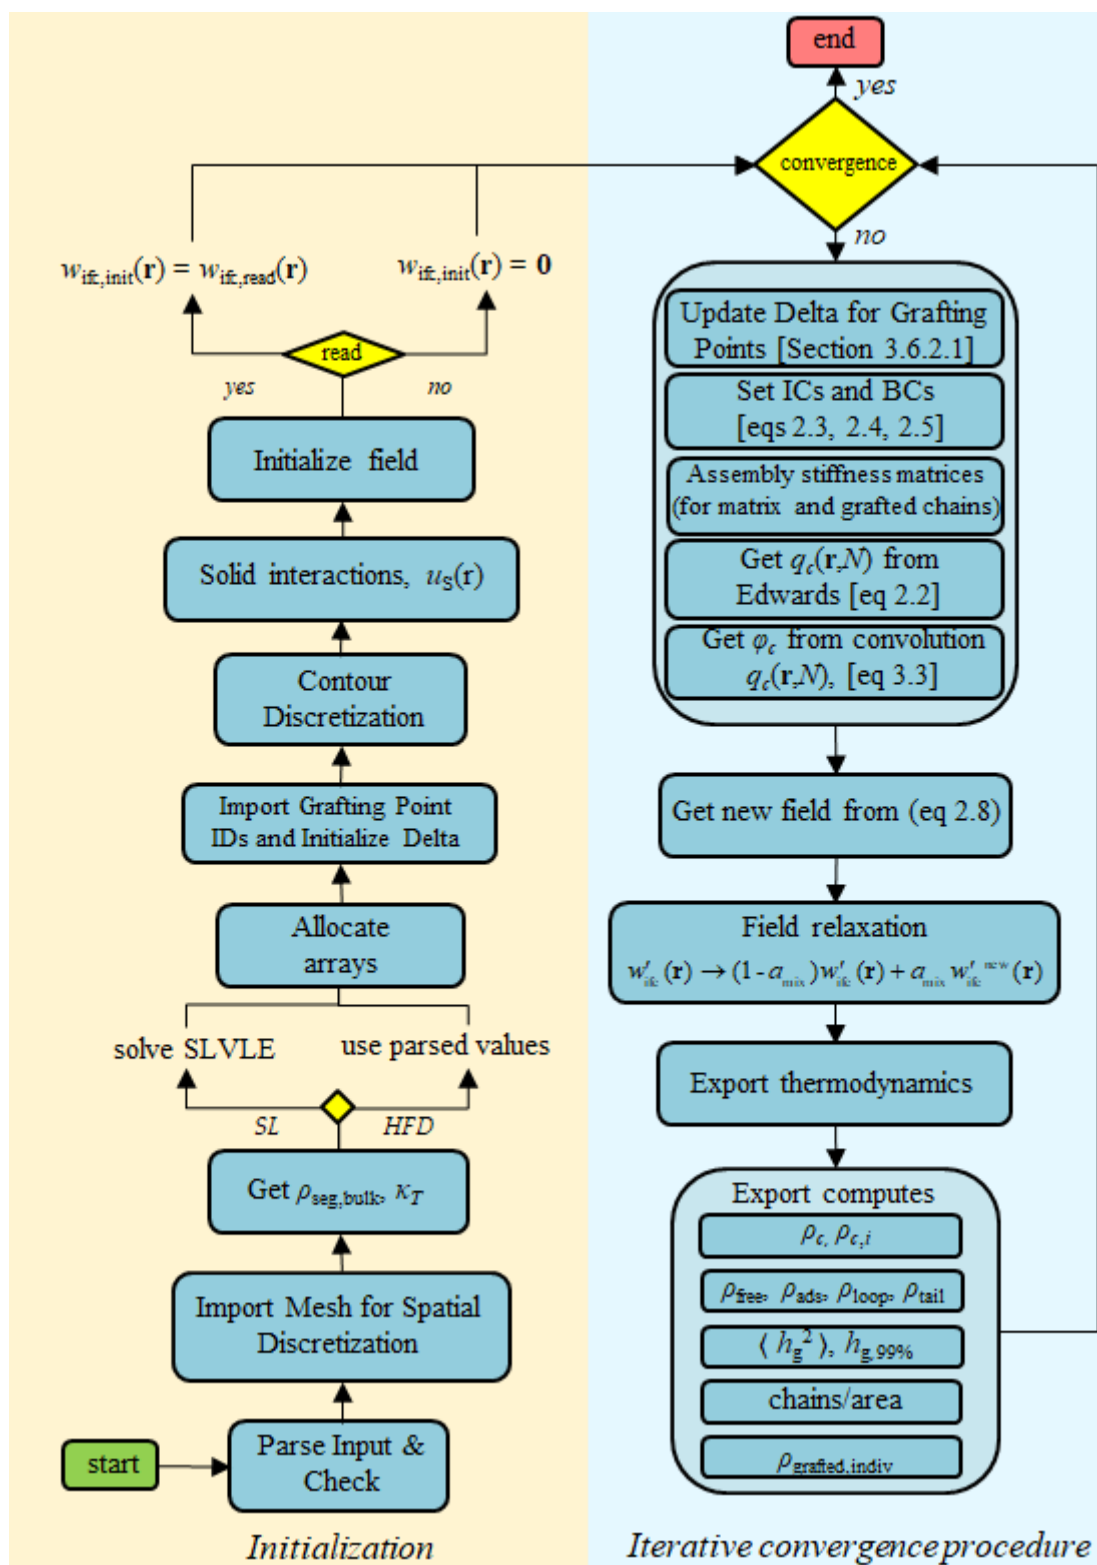 end
yes
convergence
no
w_ifc,init(r) = w_ifc,read(r)
w_ifc,init(r) = 0
read
yes
no
Initialize field
Solid interactions, u_S(r)
Contour
Discretization
Import Grafting Point
IDs and Initialize Delta
Allocate
arrays
solve SLVLE
use parsed values
SL
HFD
Get ρ_seg,bulk, κ_T
Import Mesh for Spatial
Discretization
start
Parse Input &
Check
Initialization
Update Delta for Grafting
Points [Section 3.6.2.1]
Set ICs and BCs
[eqs 2.3, 2.4, 2.5]
Assembly stiffness matrices
(for matrix and grafted chains)
Get q_c(r,N) from
Edwards [eq 2.2]
Get φ_c from convolution
q_c(r,N), [eq 3.3]
Get new field from (eq 2.8)
Field relaxation
w′_ifc(r) → (1 - a_mix)w′_ifc(r) + a_mix w′_ifc^new(r)
Export thermodynamics
Export computes
ρ_c, ρ_c,i
ρ_free, ρ_ads, ρ_loop, ρ_tail
⟨ h_g^2 ⟩, h_g,99%
chains/area
ρ_grafted,indiv
Iterative convergence procedure